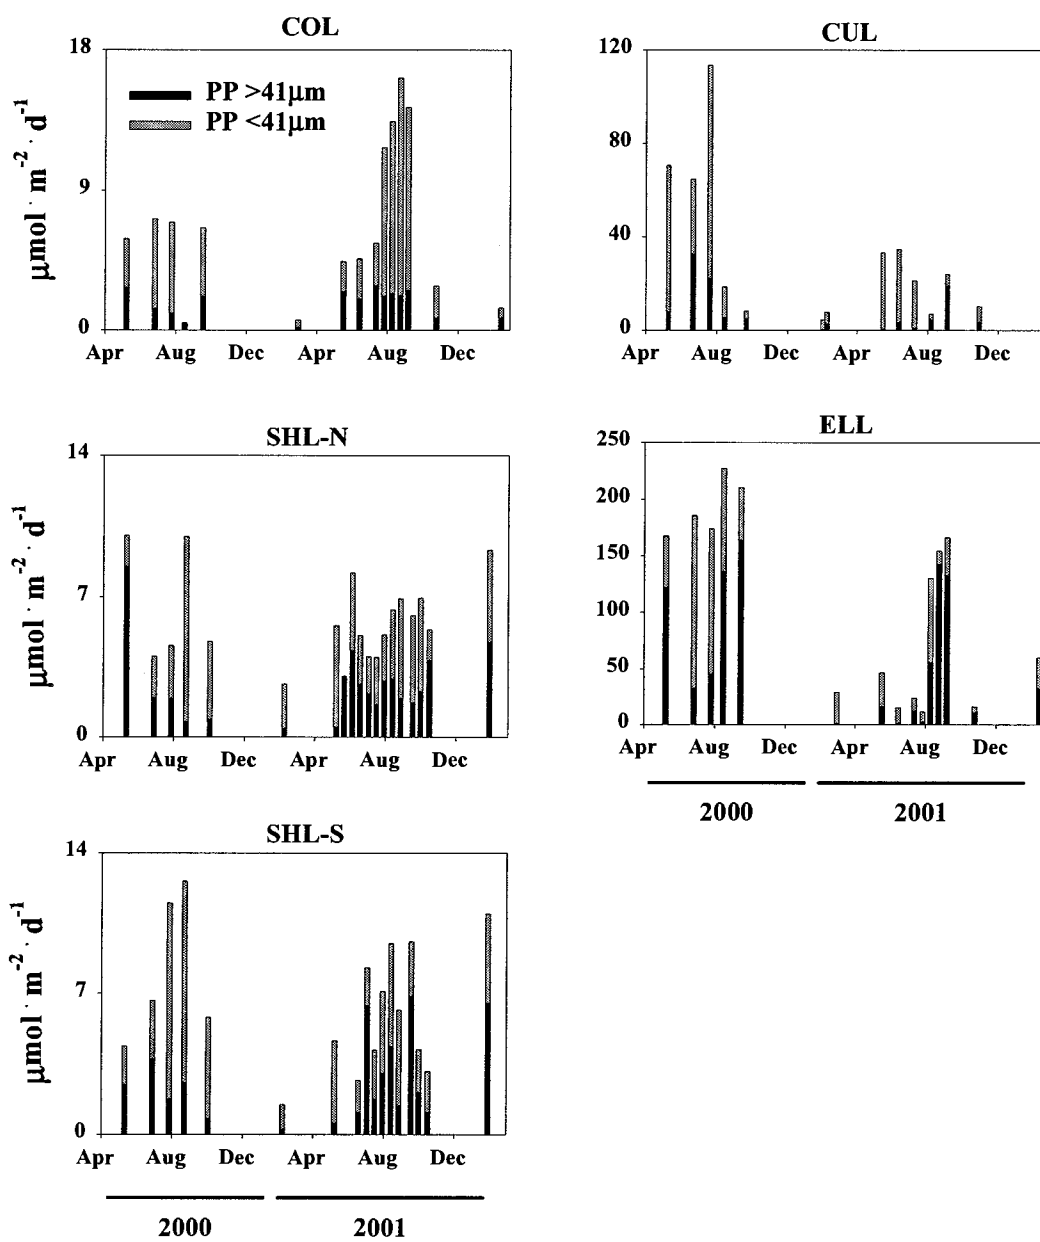 COL
18
9
0
PP >41μm
PP <41μm
μmol · m⁻² · d⁻¹
Apr Aug Dec Apr Aug Dec
CUL
120
80
40
0
Apr Aug Dec Apr Aug Dec
SHL-N
14
7
0
μmol · m⁻² · d⁻¹
Apr Aug Dec Apr Aug Dec
ELL
250
200
150
100
50
0
Apr Aug Dec Apr Aug Dec
2000 2001
SHL-S
14
7
0
μmol · m⁻² · d⁻¹
Apr Aug Dec Apr Aug Dec
2000 2001